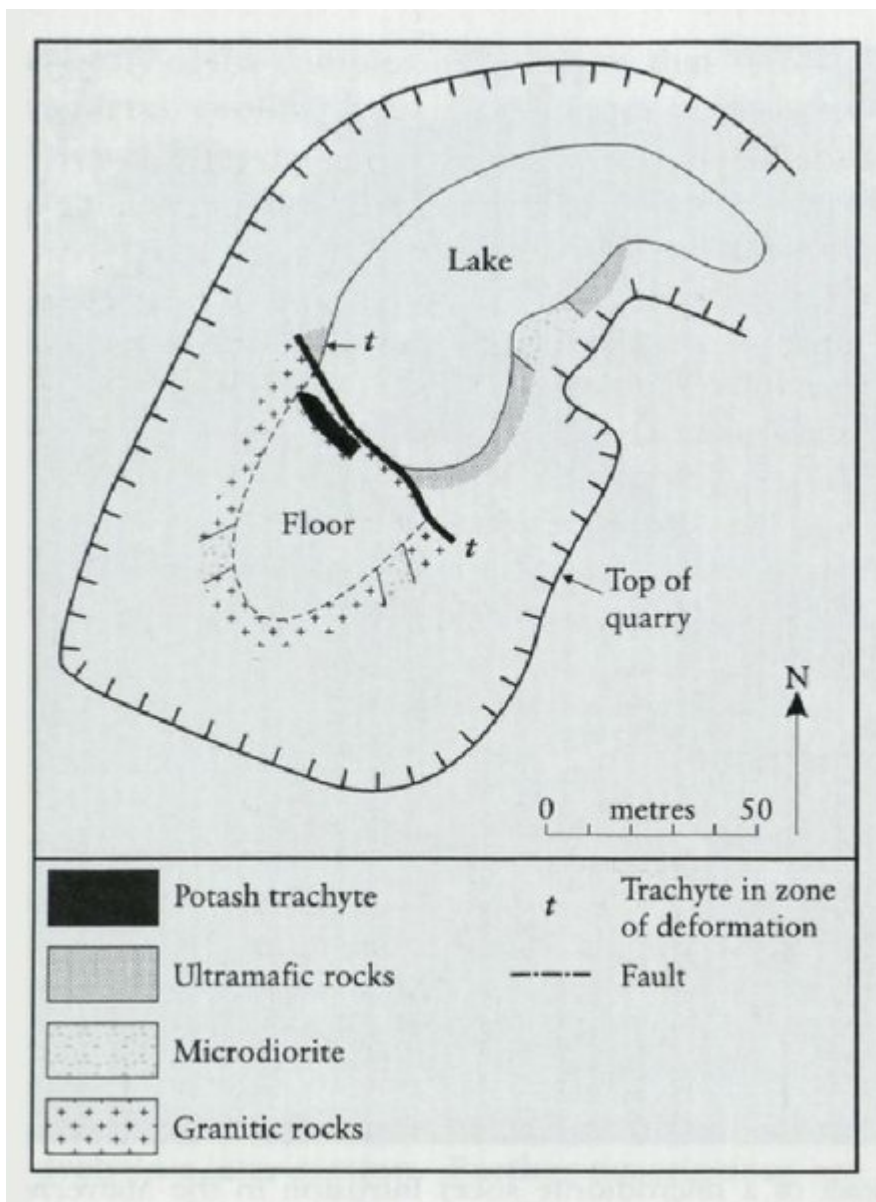 Lake
t
Floor
t
Top of
quarry
N
0 metres 50
Potash trachyte
t Trachyte in zone
of deformation
Ultramafic rocks
Fault
Microdiorite
Granitic rocks